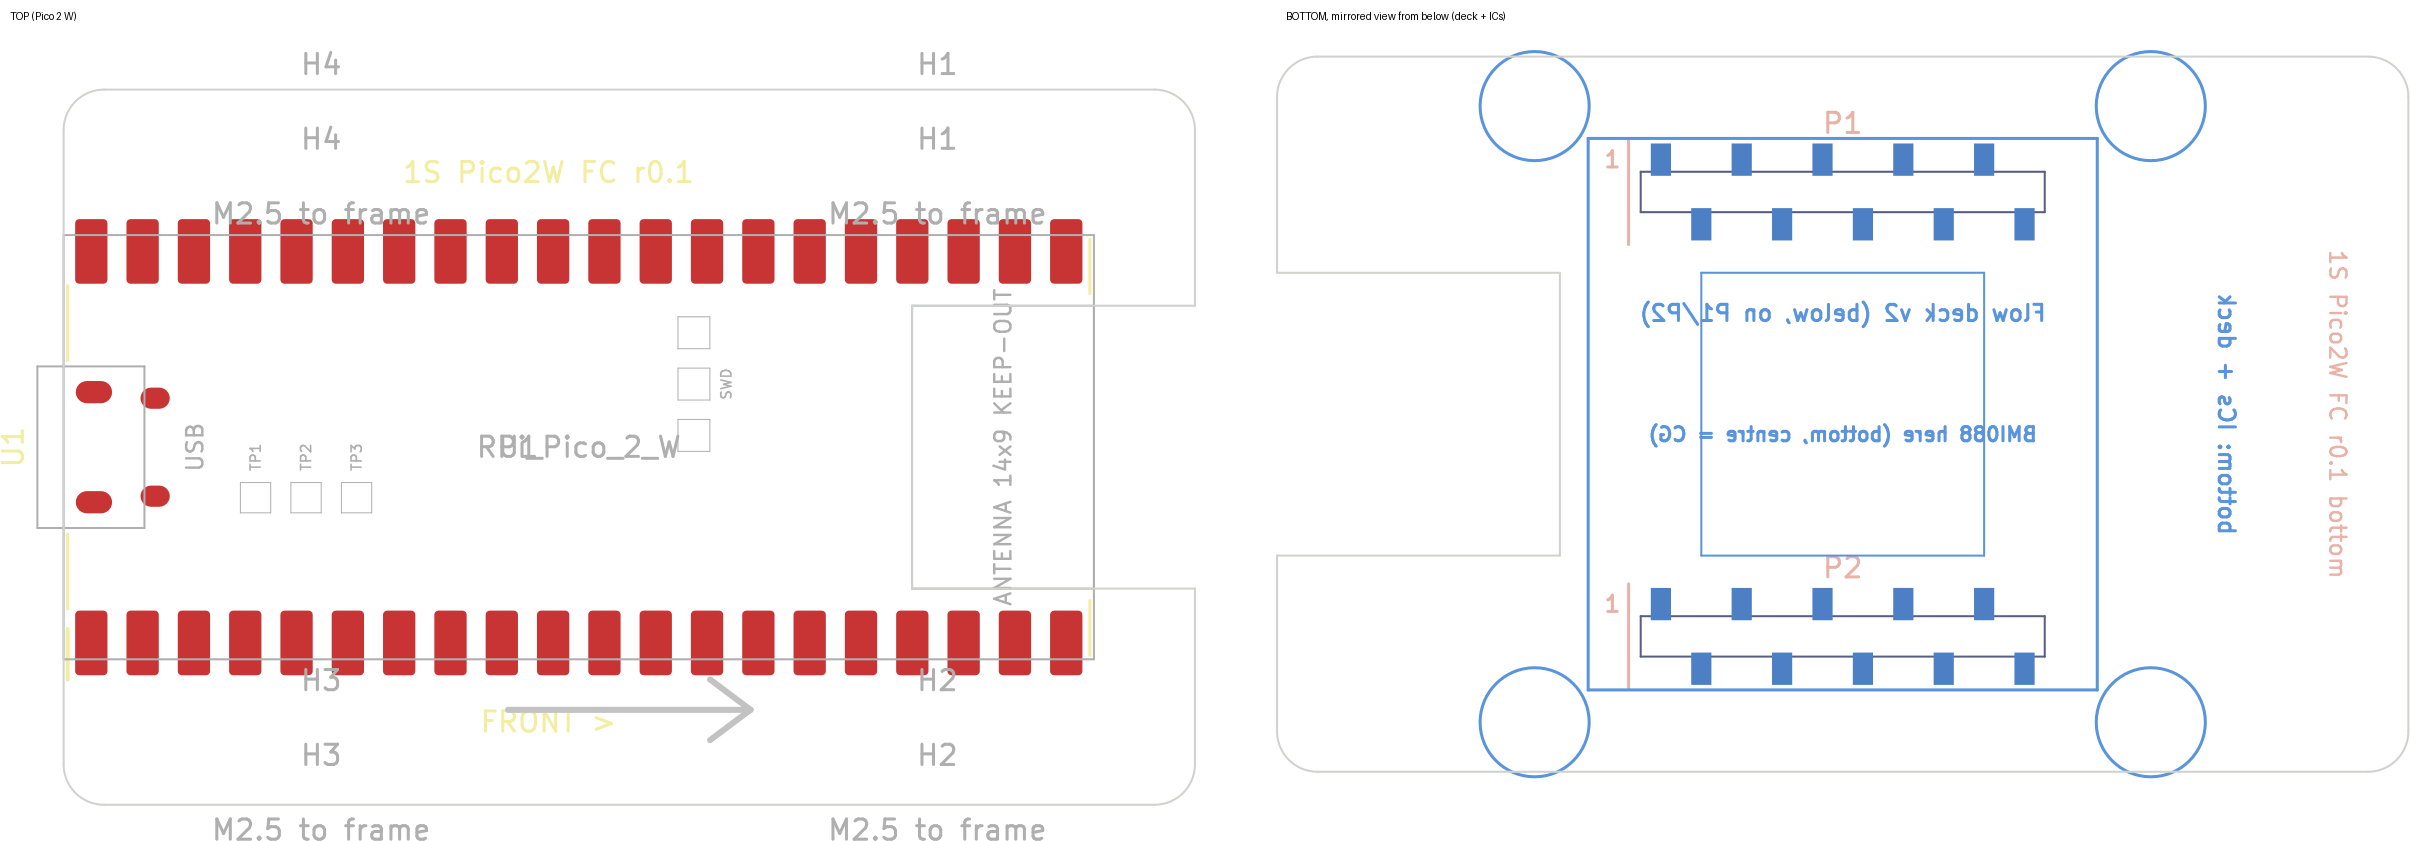 TOP (Pico 2 W)
H4
H1
H4
H1
1S Pico2W FC r0.1
M2.5 to frame
M2.5 to frame
ANTENNA 14x9 KEEP-OUT
SWD
U1
USB
TP1
TP2
TP3
RPi_Pico_2_W
U1
H3
H2
FRONT >
H3
H2
M2.5 to frame
M2.5 to frame
BOTTOM, mirrored view from below (deck + ICs)
P1
1
Flow deck v2 (below, on P1/P2)
BMI088 here (bottom, centre = CG)
P2
1
bottom: ICs + deck
1S Pico2W FC r0.1 bottom